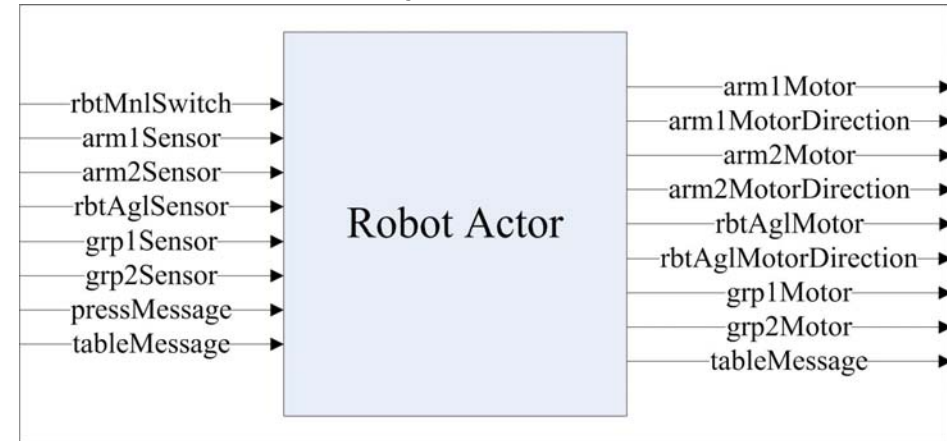 rbtMnlSwitch
arm1Sensor
arm2Sensor
rbtAglSensor
grp1Sensor
grp2Sensor
pressMessage
tableMessage
Robot Actor
arm1Motor
arm1MotorDirection
arm2Motor
arm2MotorDirection
rbtAglMotor
rbtAglMotorDirection
grp1Motor
grp2Motor
tableMessage